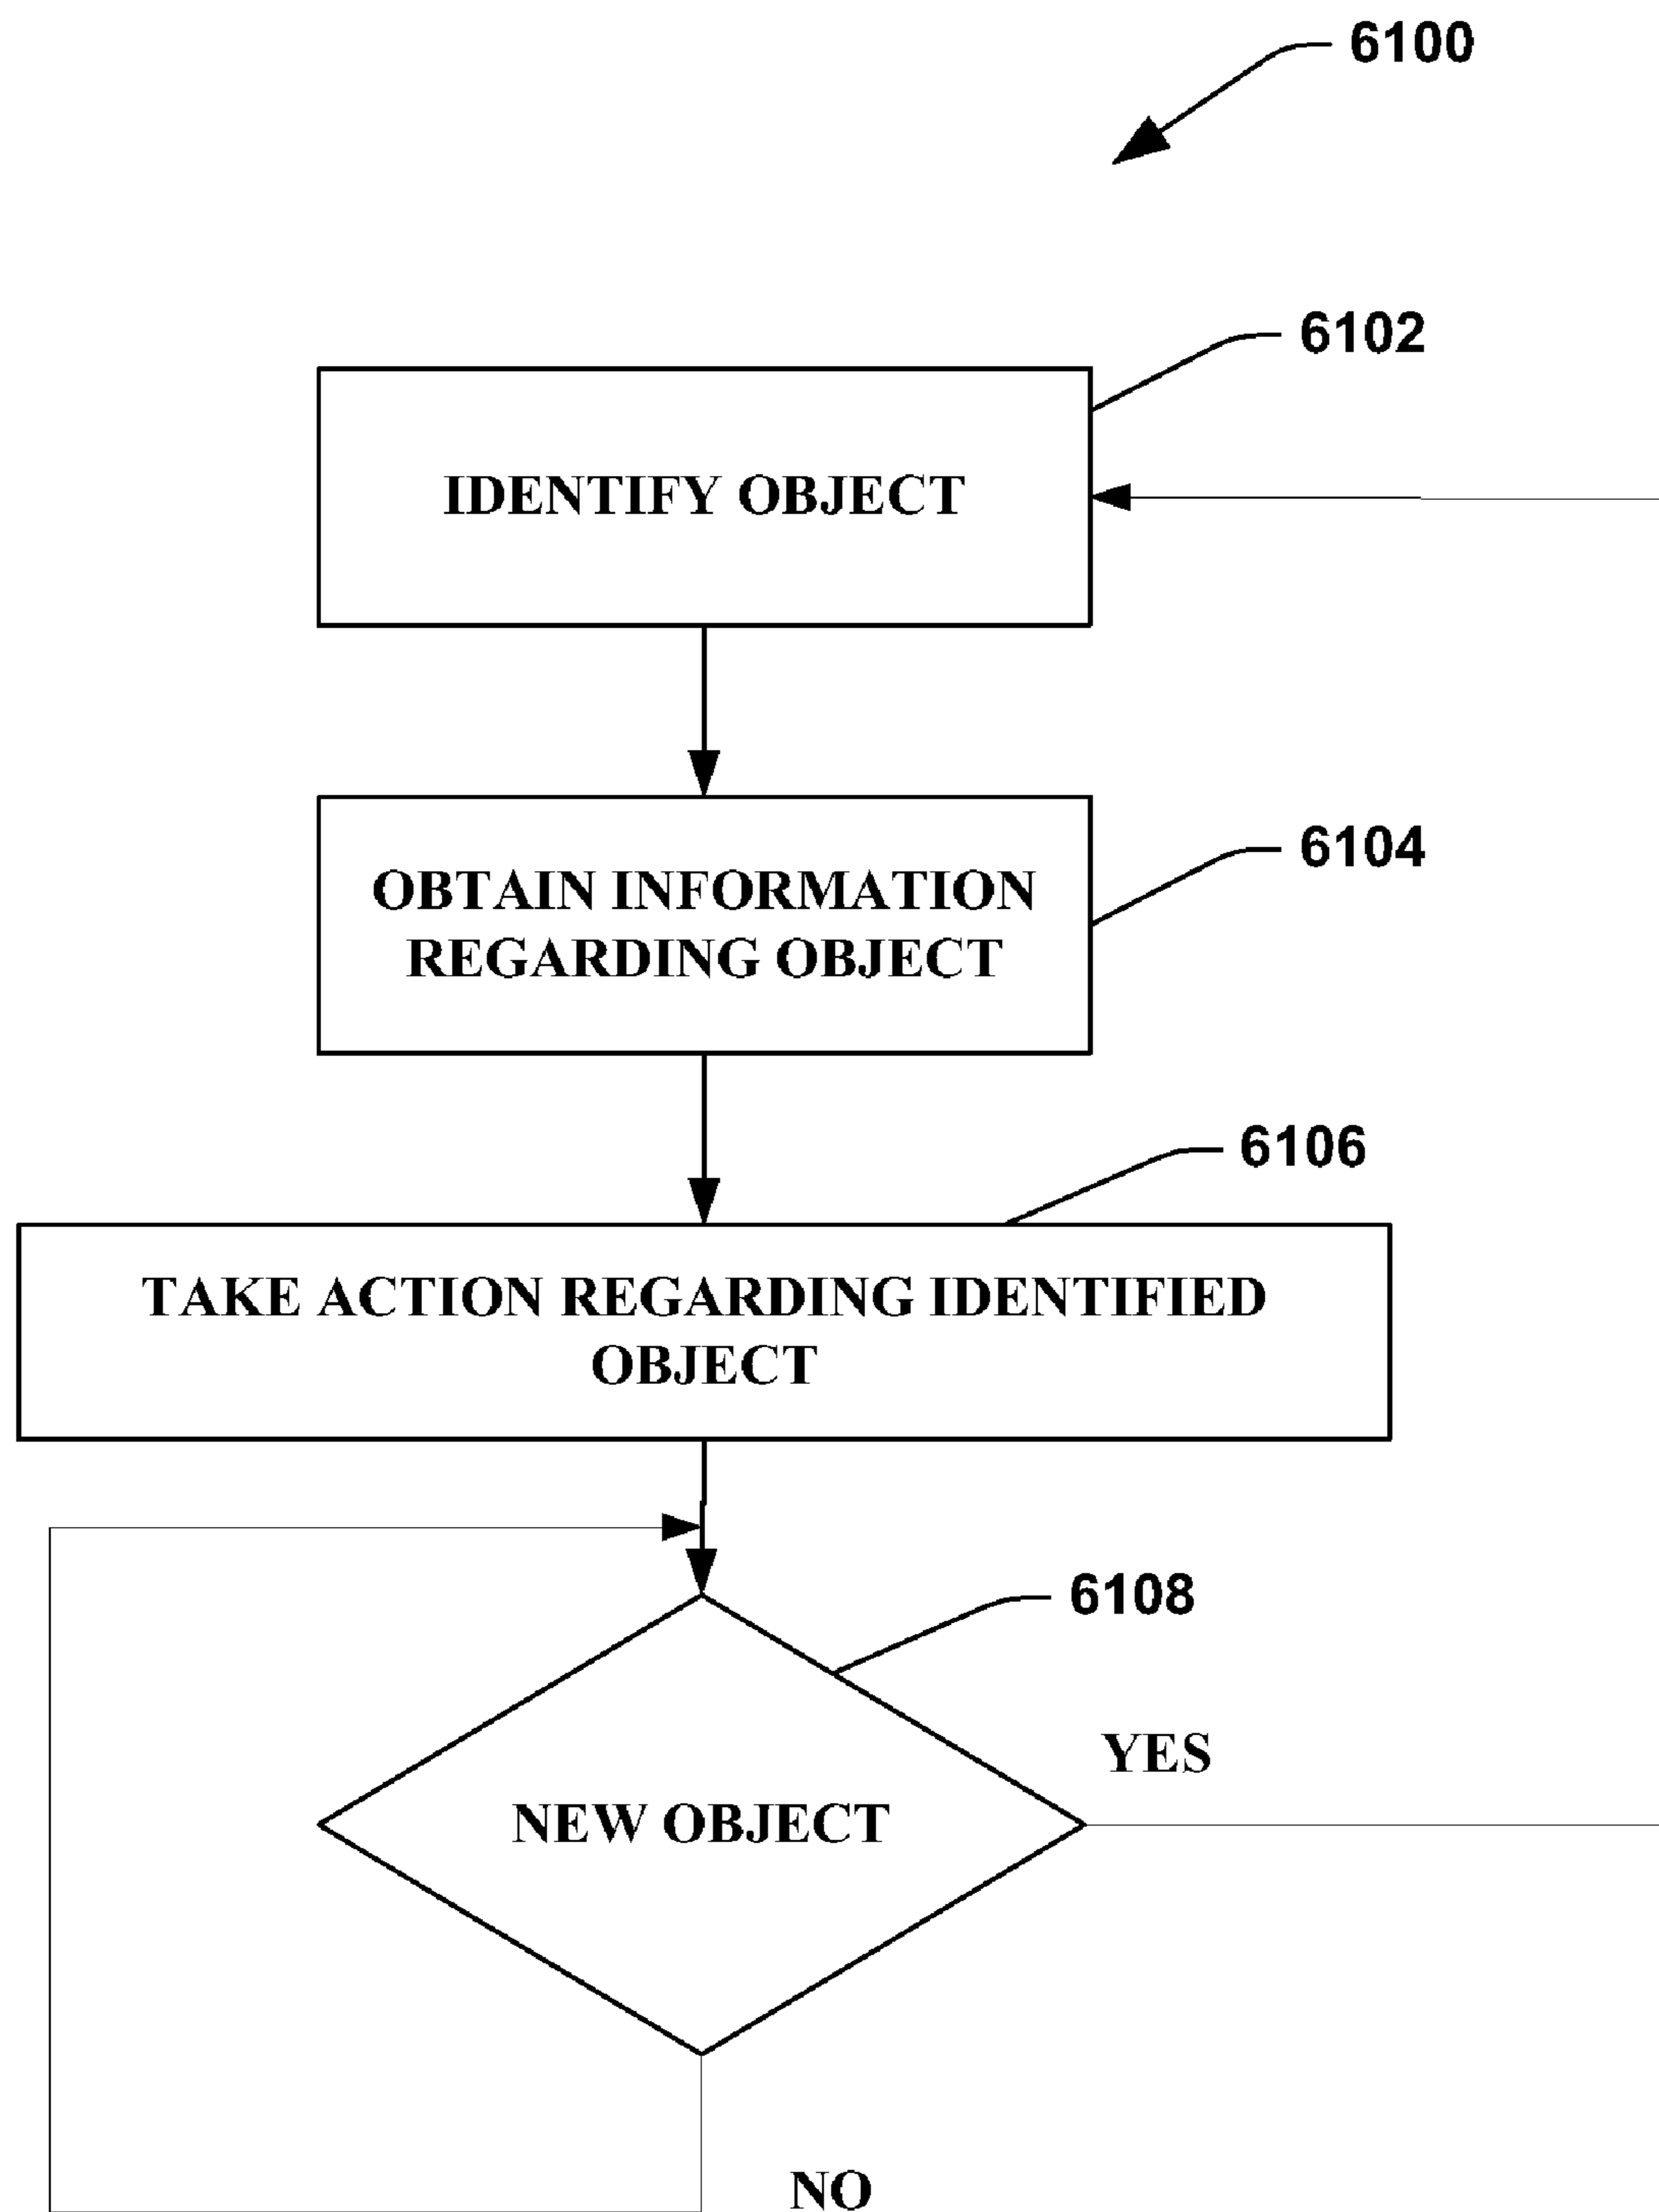 6100
6102
IDENTIFY OBJECT
6104
OBTAIN INFORMATION
REGARDING OBJECT
6106
TAKE ACTION REGARDING IDENTIFIED
OBJECT
6108
YES
NEW OBJECT
NO